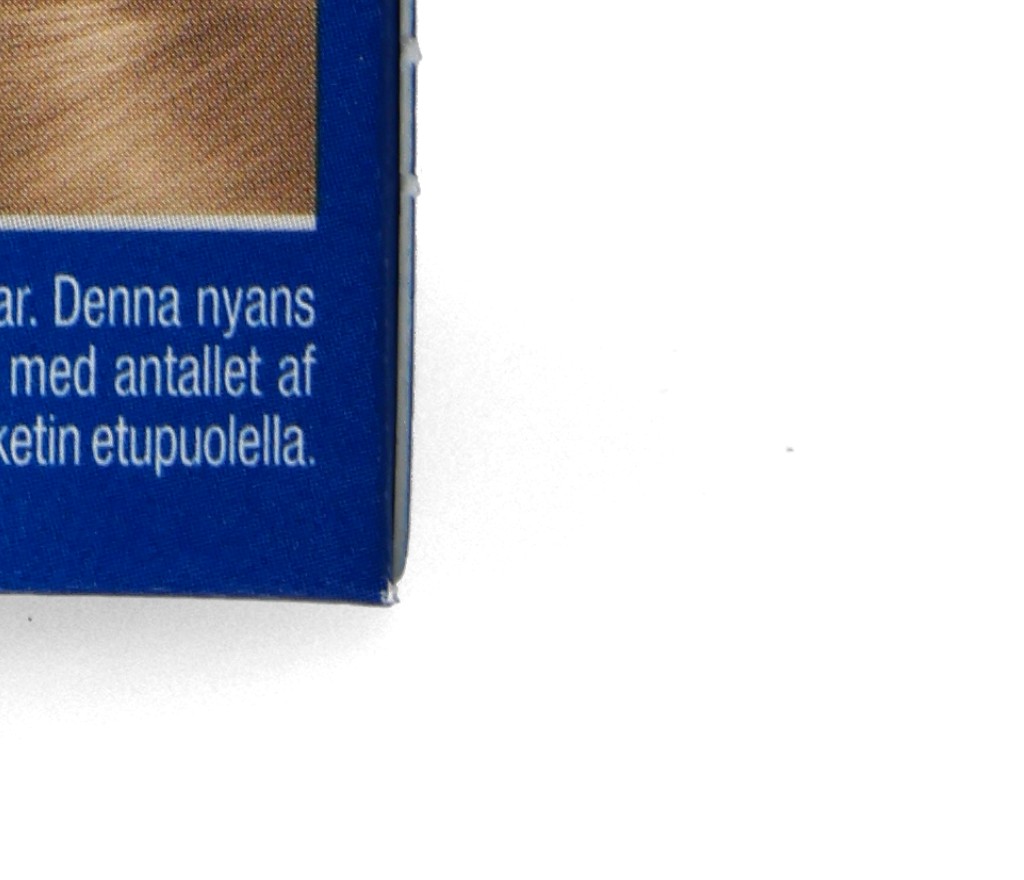 ar. Denna nyans
med antallet af
ketin etupuolella.